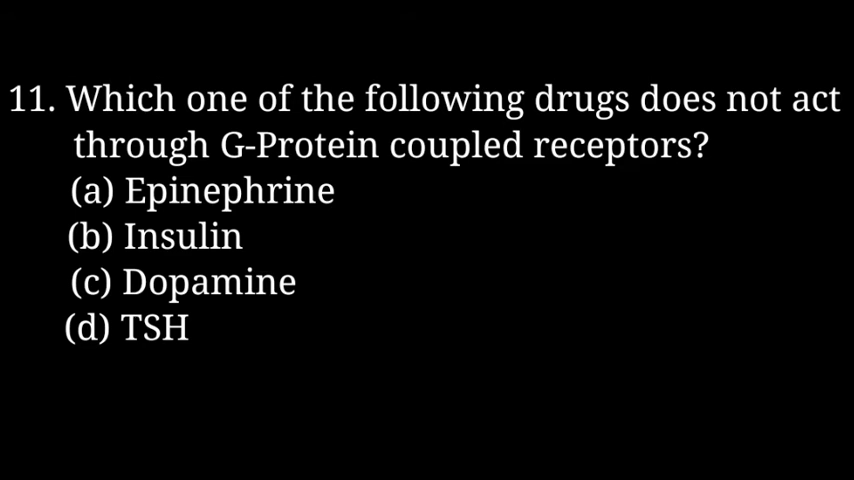 11. Which one of the following drugs does not act
through G-Protein coupled receptors?
(a) Epinephrine
(b) Insulin
(c) Dopamine
(d) TSH